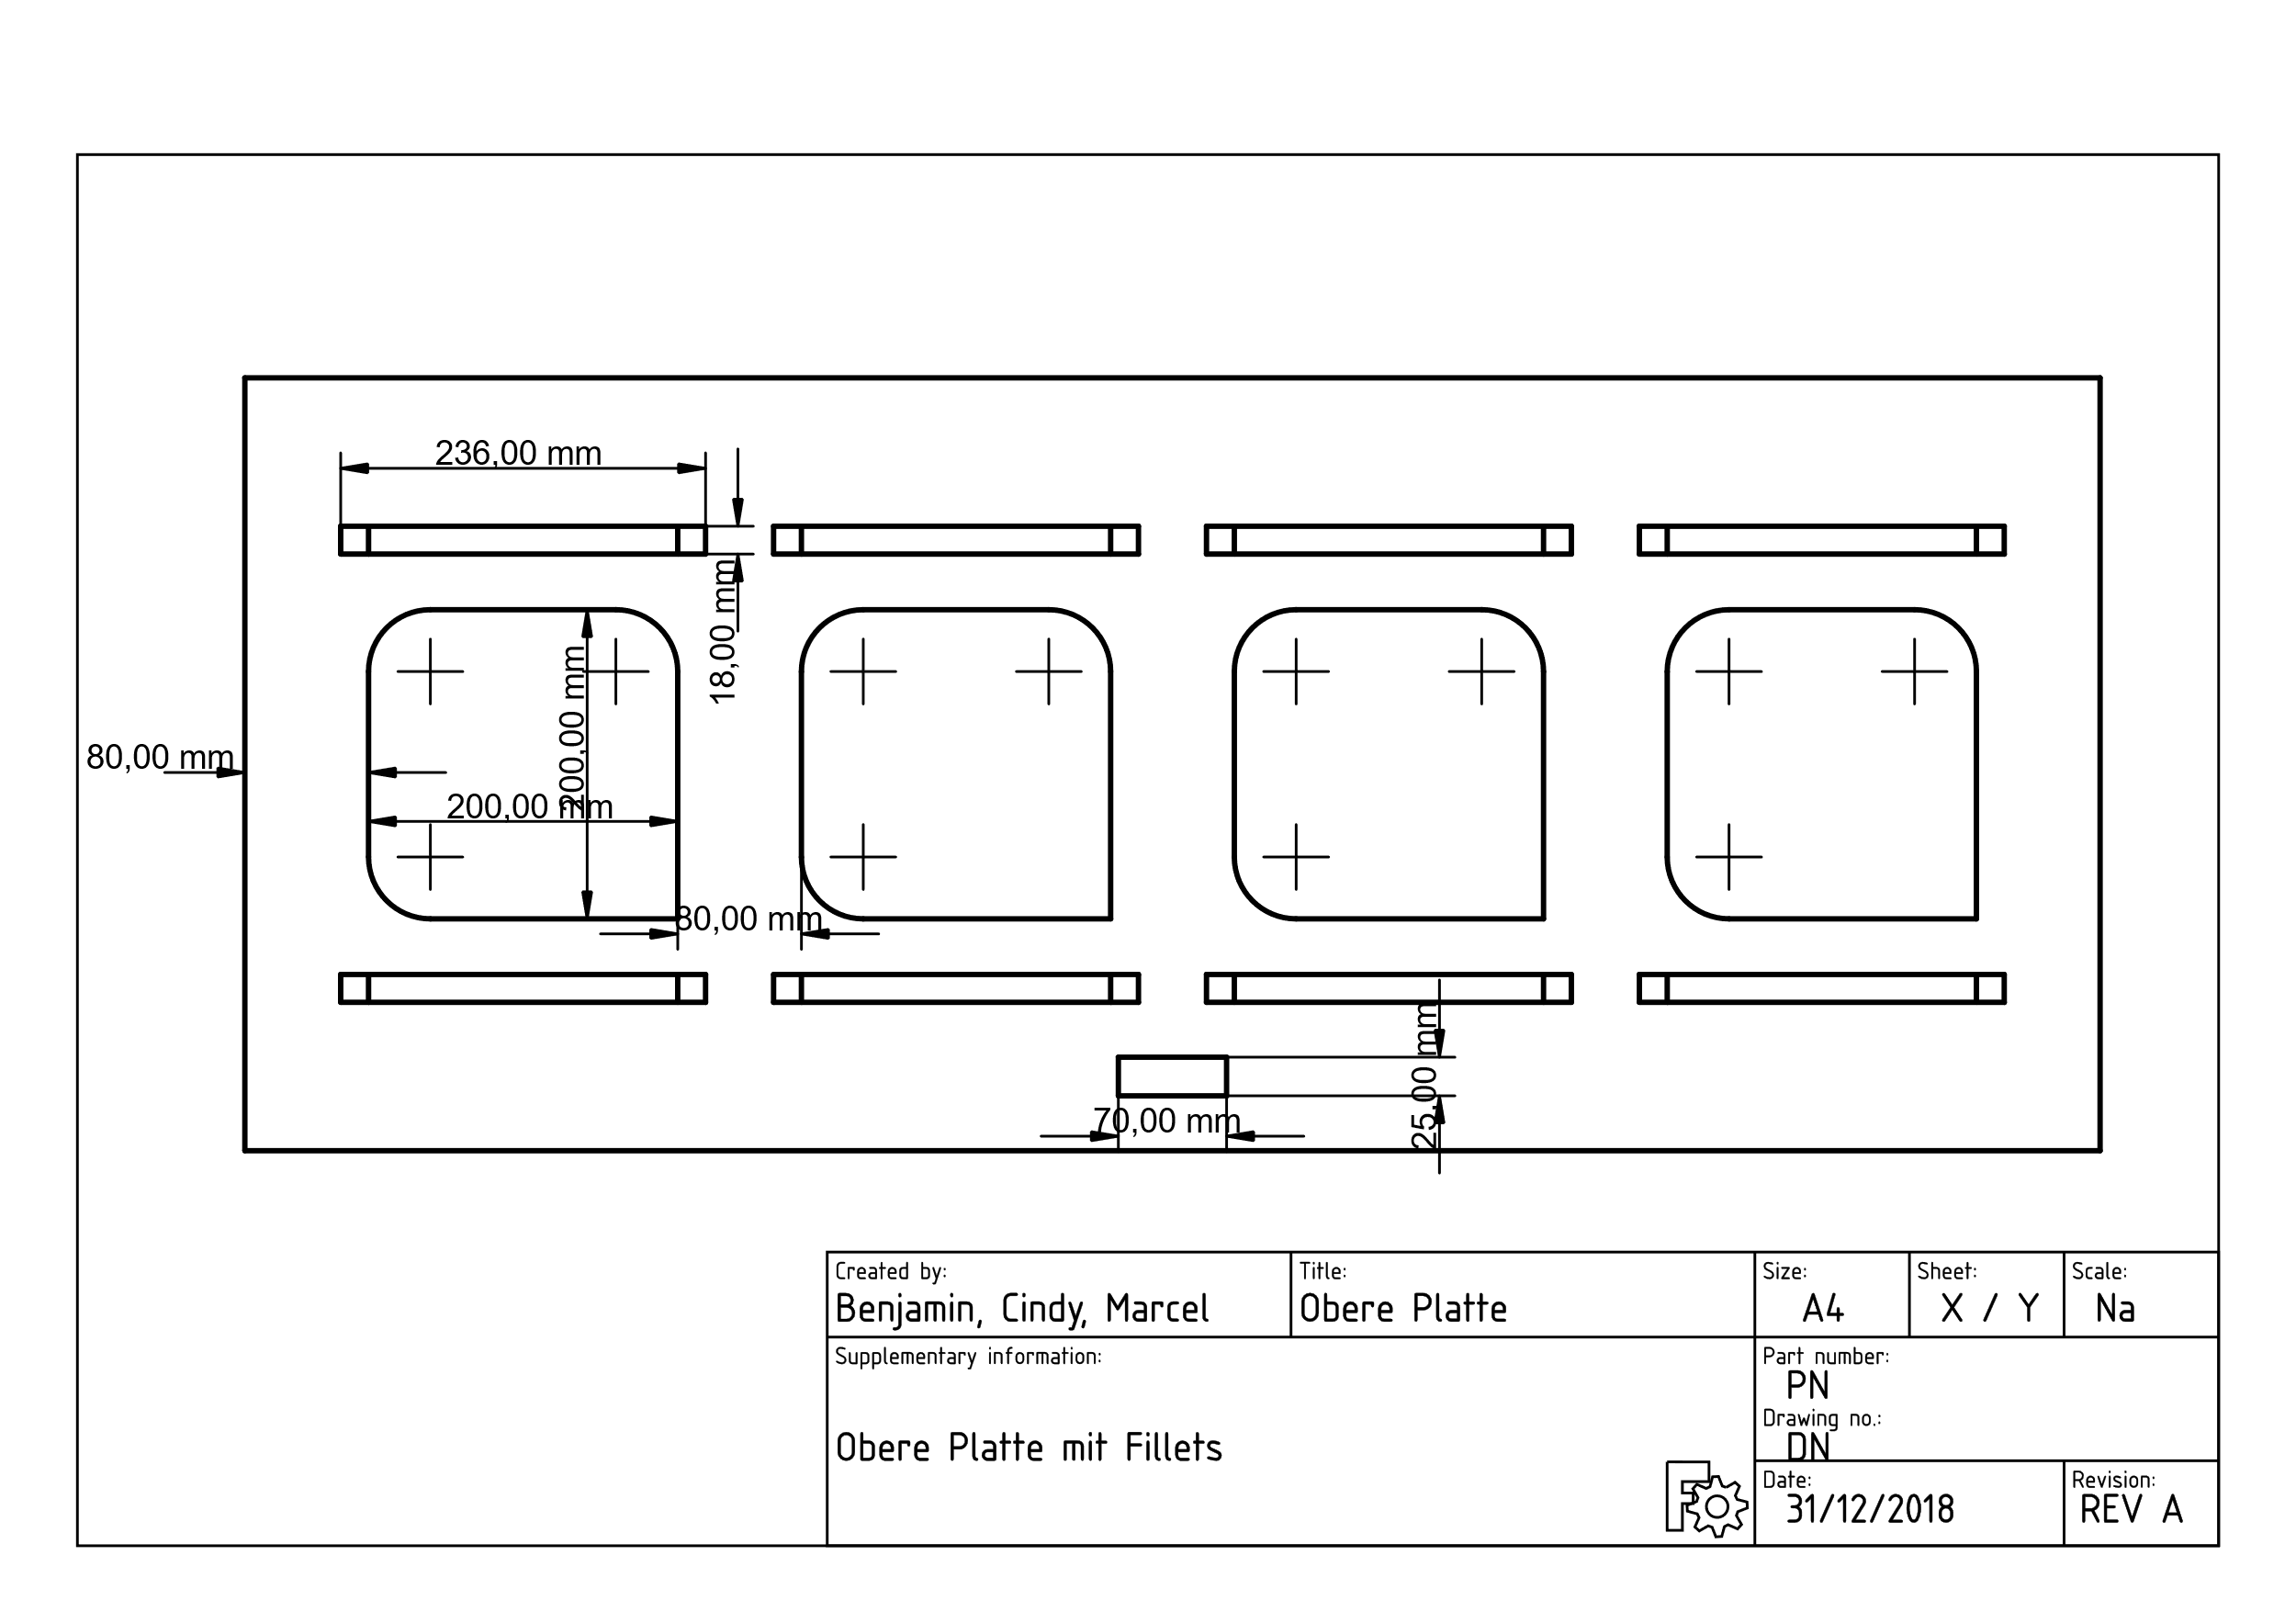 236,00 mm
18,00 mm
200,00 mm
80,00 mm
200,00 mm
80,00 mm
25,00 mm
70,00 mm
Created by:
Benjamin, Cindy, Marcel
Title:
Obere Platte
Size:
A4
Sheet:
X / Y
Scale:
Na
Supplementary information:
Obere Platte mit Fillets
Part number:
PN
Drawing no.:
DN
Date:
31/12/2018
Revision:
REV A